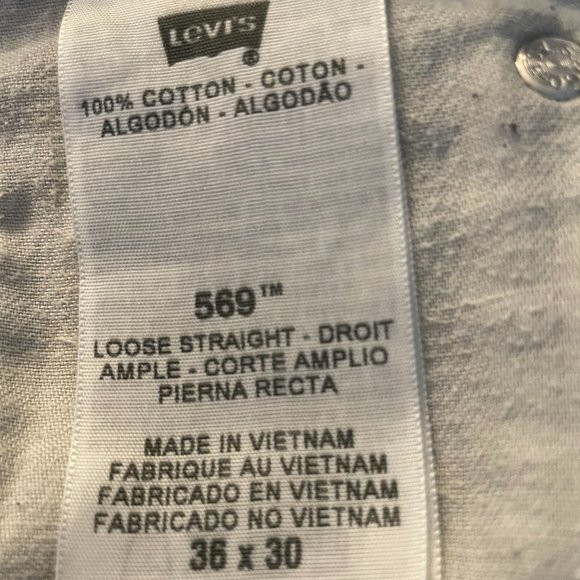 LEVI'S
®
100% COTTON - COTON -
ALGODÓN - ALGODÃO
569™
LOOSE STRAIGHT - DROIT
AMPLE - CORTE AMPLIO
PIERNA RECTA
MADE IN VIETNAM
FABRIQUE AU VIETNAM
FABRICADO EN VIETNAM
FABRICADO NO VIETNAM
36 x 30